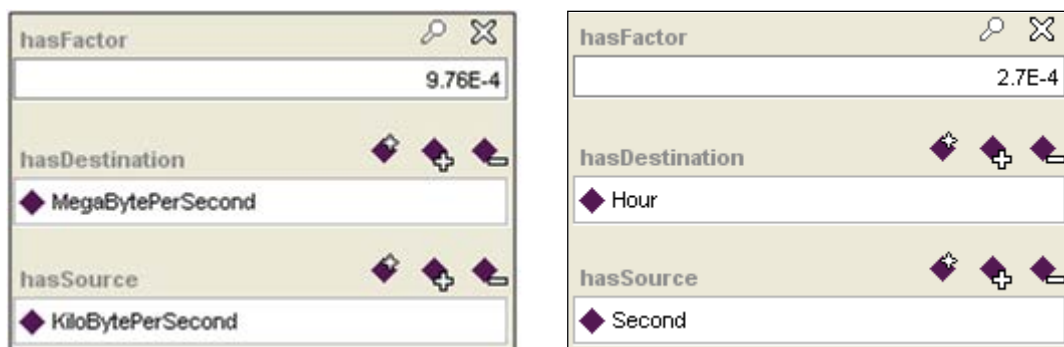 hasFactor
9.76E-4
hasDestination
MegaBytePerSecond
hasSource
KiloBytePerSecond
hasFactor
2.7E-4
hasDestination
Hour
hasSource
Second